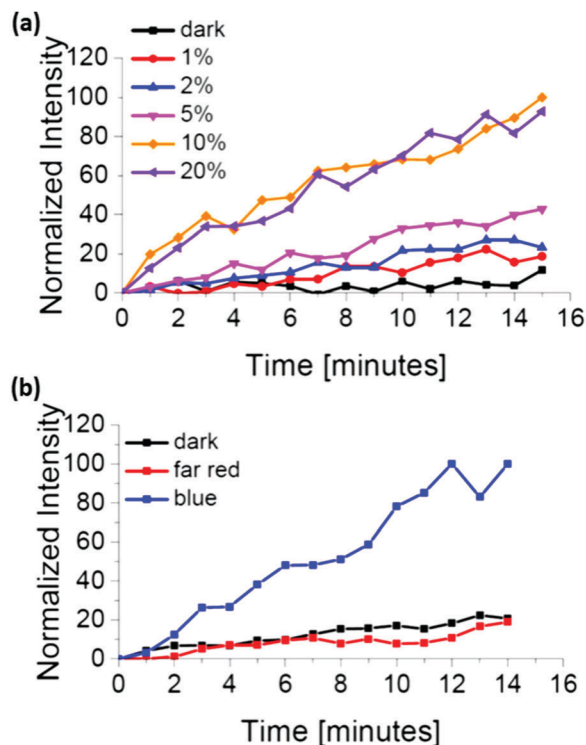 (a)
dark
1%
2%
5%
10%
20%
Normalized Intensity
120
100
80
60
40
20
0
0 2 4 6 8 10 12 14 16
Time [minutes]
(b)
dark
far red
blue
Normalized Intensity
120
100
80
60
40
20
0
0 2 4 6 8 10 12 14 16
Time [minutes]